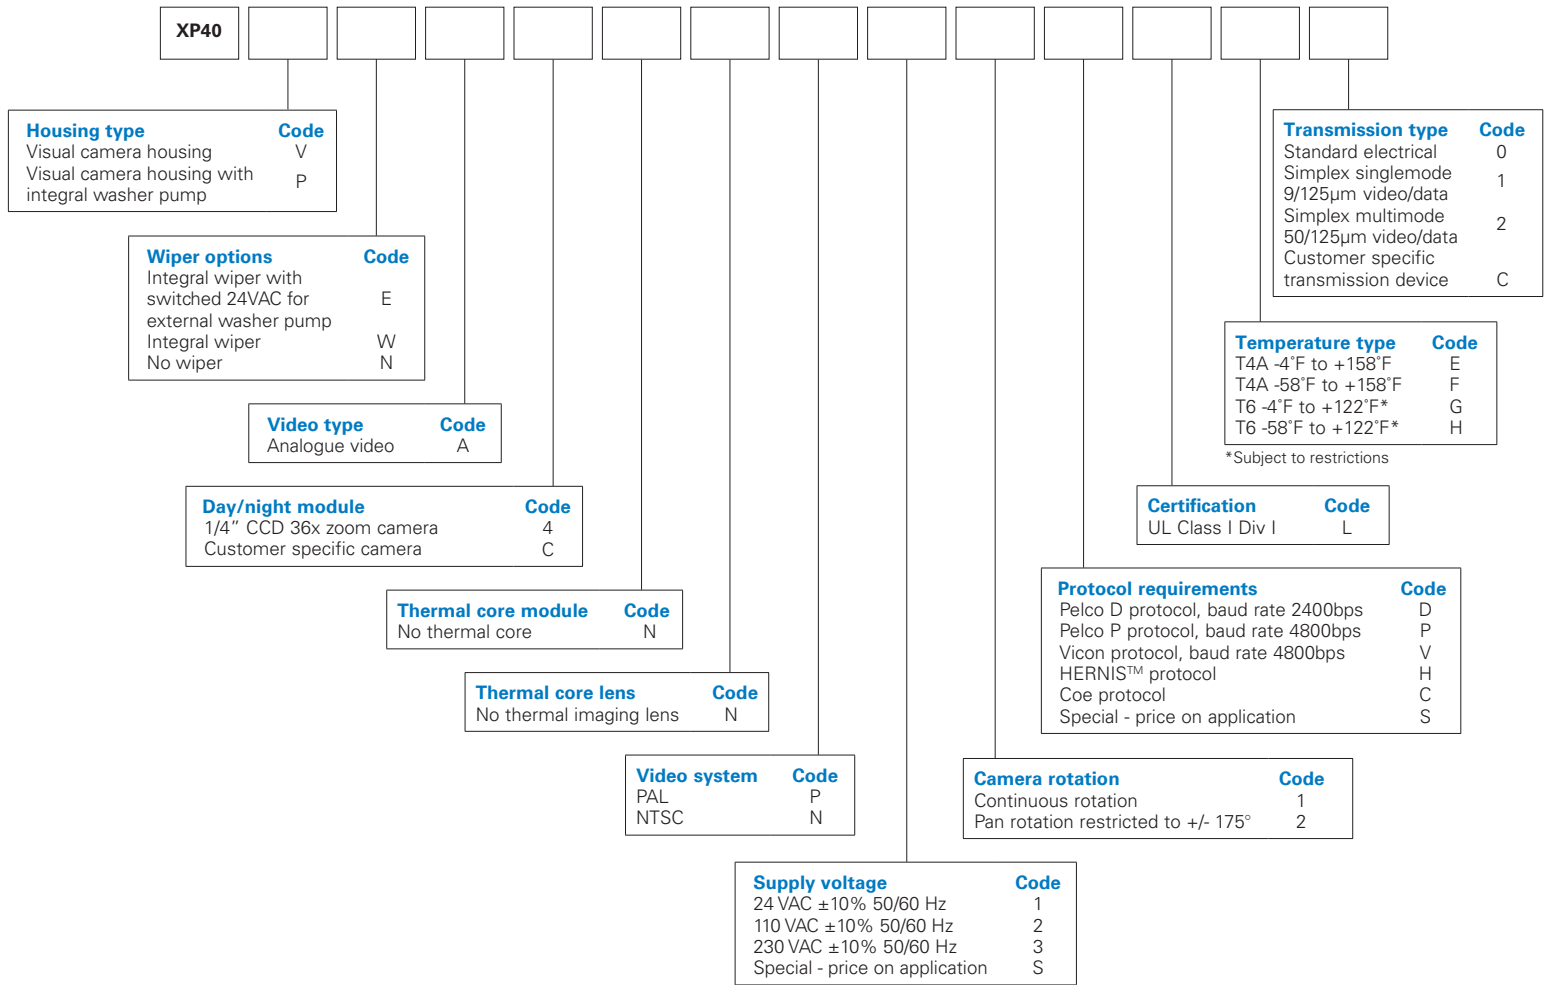 XP40
Housing type Code
Visual camera housing V
Visual camera housing with
integral washer pump P
Wiper options Code
Integral wiper with
switched 24VAC for E
external washer pump
Integral wiper W
No wiper N
Video type Code
Analogue video A
Day/night module Code
1/4” CCD 36x zoom camera 4
Customer specific camera C
Thermal core module Code
No thermal core N
Thermal core lens Code
No thermal imaging lens N
Video system Code
PAL P
NTSC N
Supply voltage Code
24 VAC ±10% 50/60 Hz 1
110 VAC ±10% 50/60 Hz 2
230 VAC ±10% 50/60 Hz 3
Special - price on application S
Camera rotation Code
Continuous rotation 1
Pan rotation restricted to +/- 175° 2
Protocol requirements Code
Pelco D protocol, baud rate 2400bps D
Pelco P protocol, baud rate 4800bps P
Vicon protocol, baud rate 4800bps V
HERNIS™ protocol H
Coe protocol C
Special - price on application S
Certification Code
UL Class I Div I L
Temperature type Code
T4A -4˚F to +158˚F E
T4A -58˚F to +158˚F F
T6 -4˚F to +122˚F* G
T6 -58˚F to +122˚F* H
*Subject to restrictions
Transmission type Code
Standard electrical 0
Simplex singlemode
9/125µm video/data 1
Simplex multimode
50/125µm video/data 2
Customer specific
transmission device C